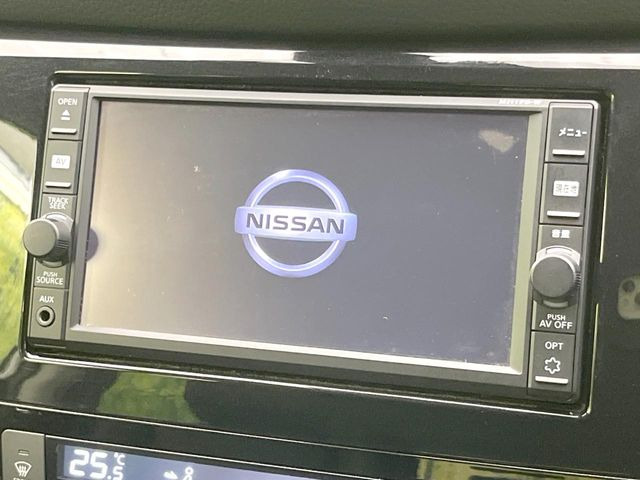 OPEN
AV
TRACK
SEEK
PUSH
SOURCE
AUX
NISSAN
メニュー
現在地
音量
PUSH
AV OFF
OPT
25.5℃